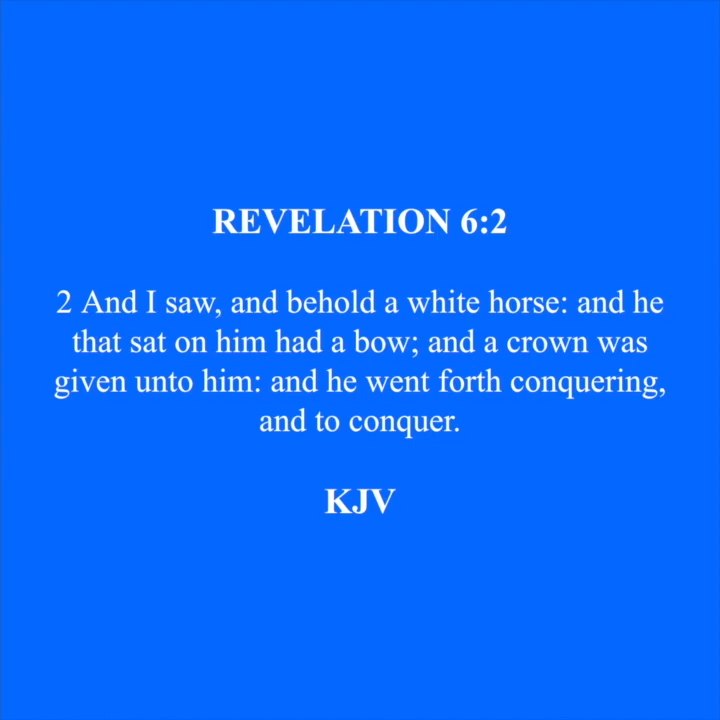 REVELATION 6:2
2 And I saw, and behold a white horse: and he
that sat on him had a bow; and a crown was
given unto him: and he went forth conquering,
and to conquer.
KJV